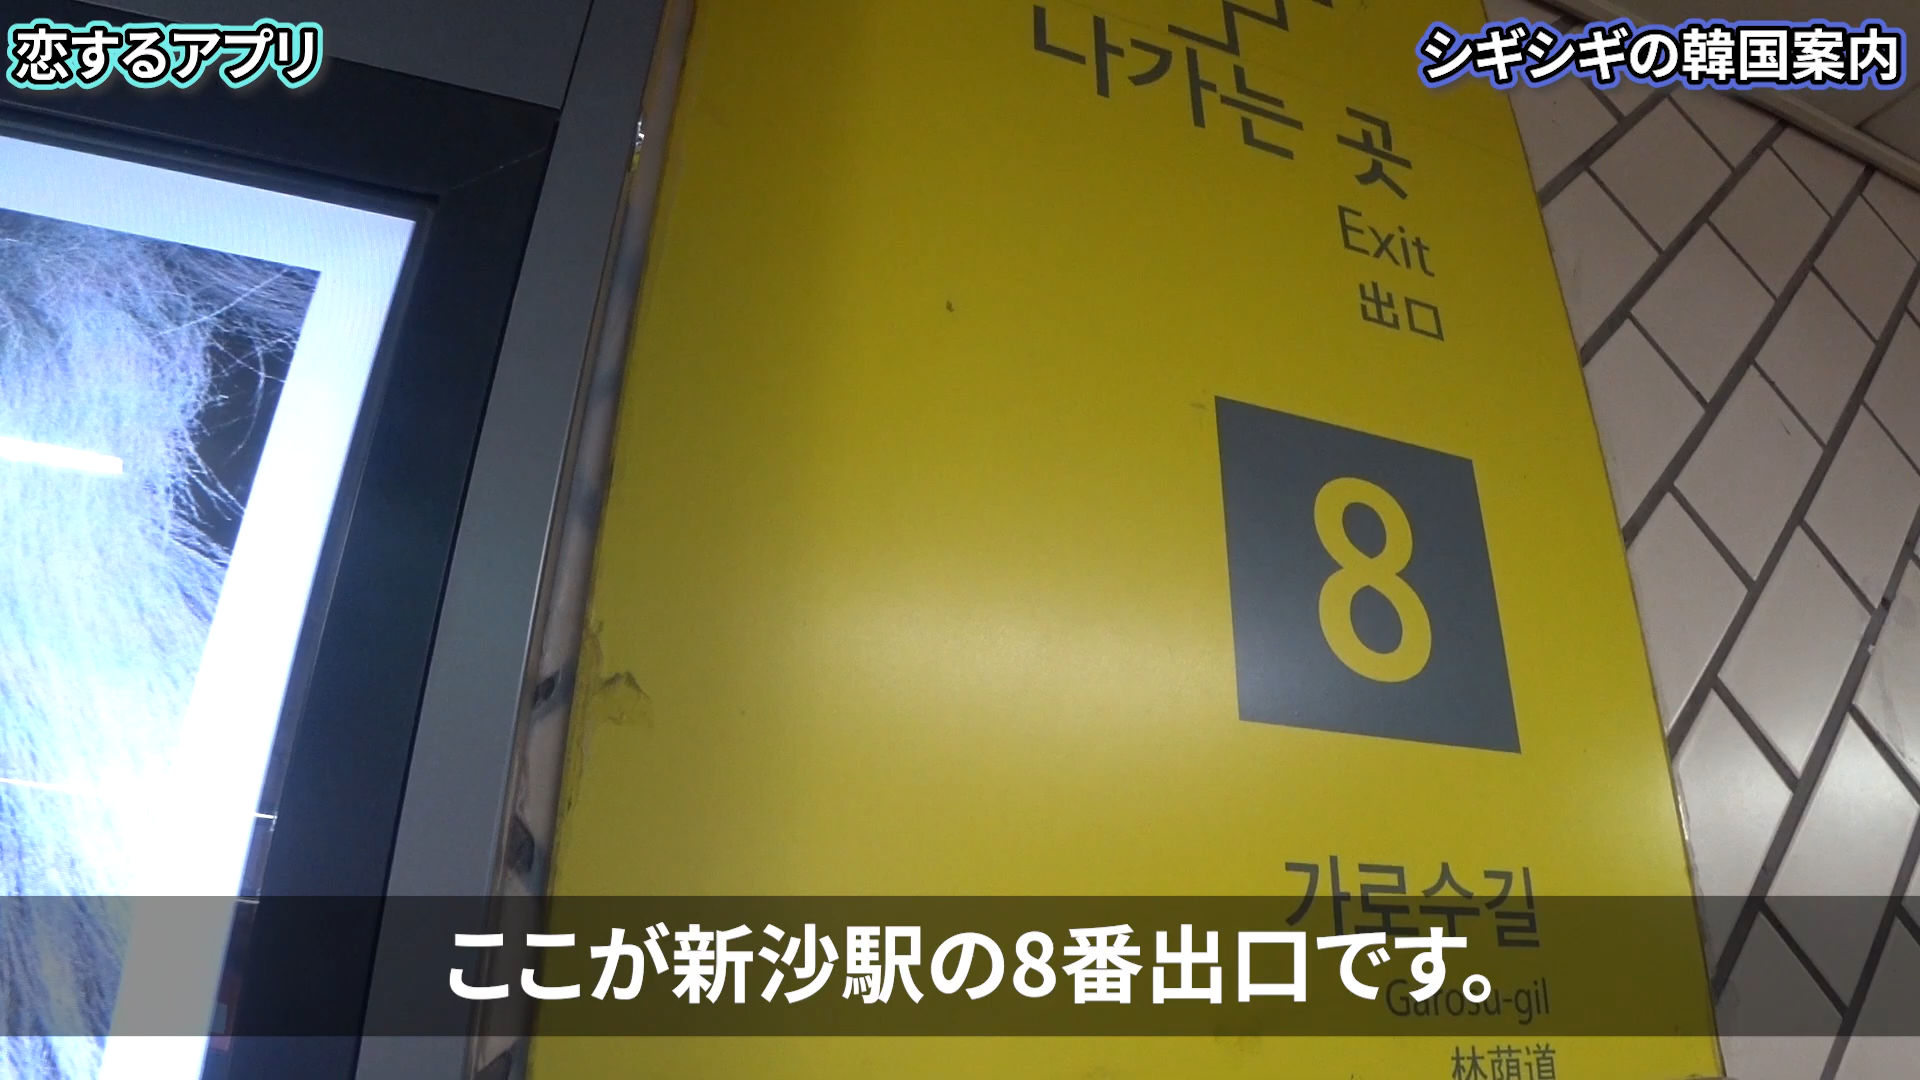 恋するアプリ
シギシギの韓国案内
나가는 곳
Exit
出口
8
가로수길
ここが新沙駅の8番出口です。
Garosu-gil
林荫道